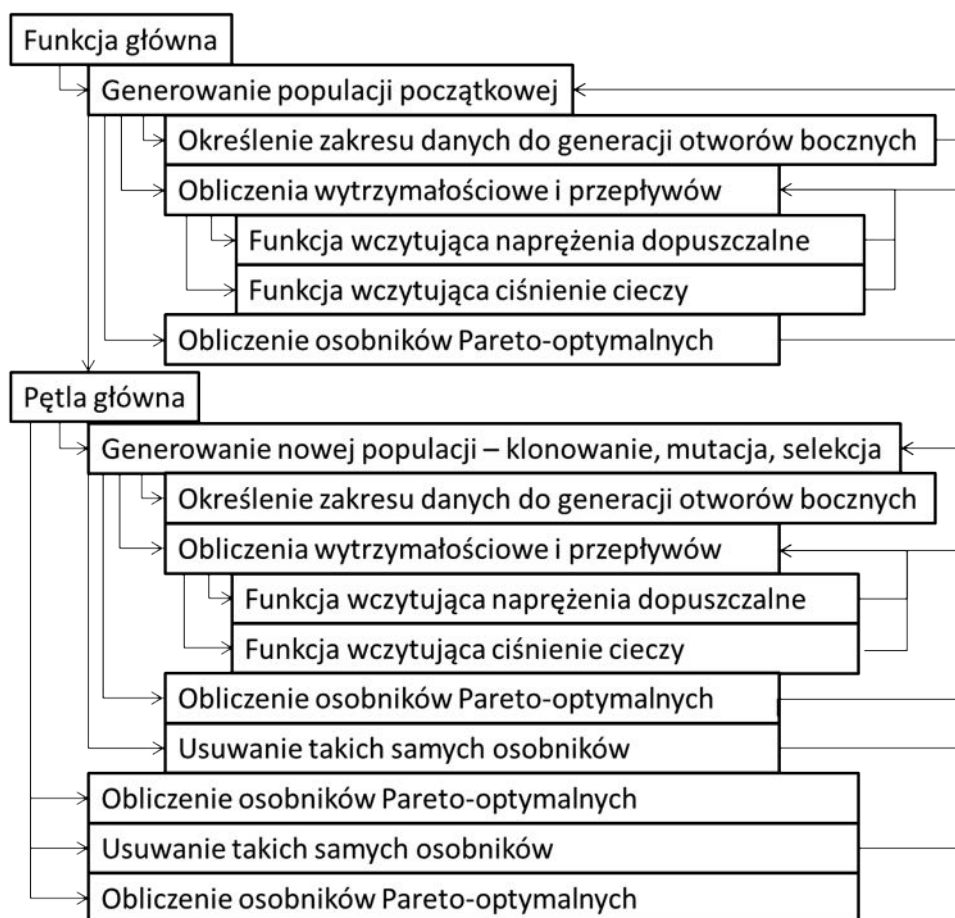 Funkcja główna
Generowanie populacji początkowej
Określenie zakresu danych do generacji otworów bocznych
Obliczenia wytrzymałościowe i przepływów
Funkcja wczytująca naprężenia dopuszczalne
Funkcja wczytująca ciśnienie cieczy
Obliczenie osobników Pareto-optymalnych
Pętla główna
Generowanie nowej populacji – klonowanie, mutacja, selekcja
Określenie zakresu danych do generacji otworów bocznych
Obliczenia wytrzymałościowe i przepływów
Funkcja wczytująca naprężenia dopuszczalne
Funkcja wczytująca ciśnienie cieczy
Obliczenie osobników Pareto-optymalnych
Usuwanie takich samych osobników
Obliczenie osobników Pareto-optymalnych
Usuwanie takich samych osobników
Obliczenie osobników Pareto-optymalnych